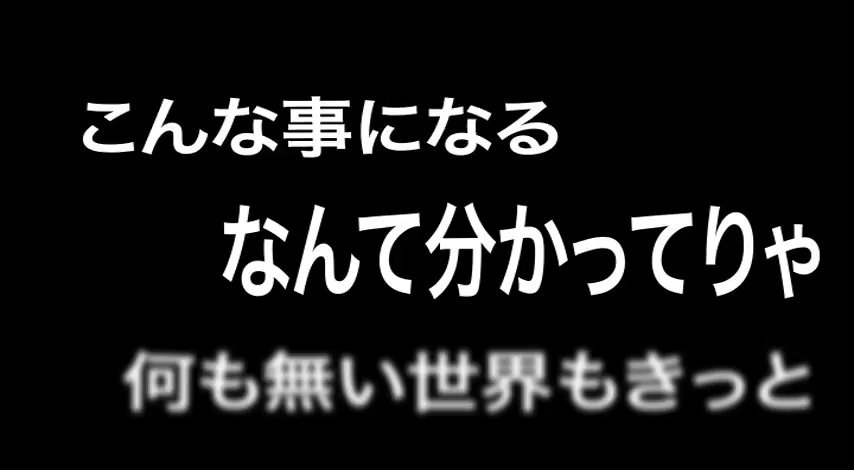 こんな事になる
なんて分かってりゃ
何も無い世界もきっと